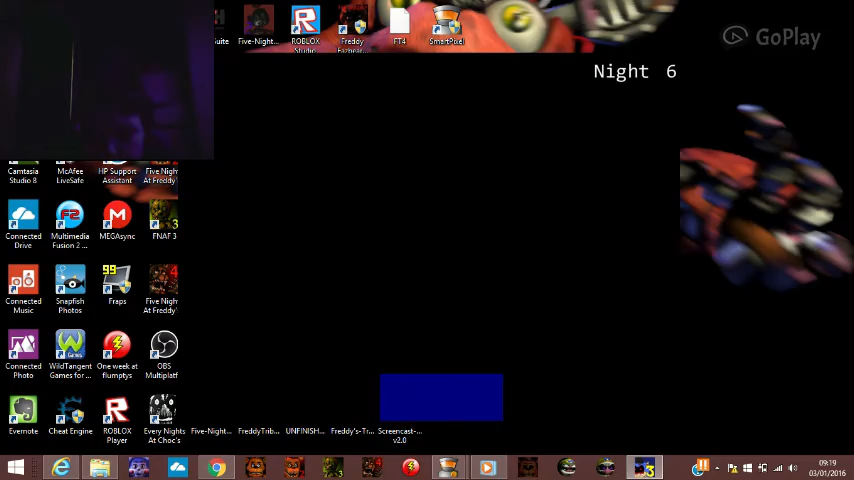 Suite
Five-Night...
ROBLOX
Studio
Freddy
Fazbear...
FT4
SmartPixel
GoPlay
Night 6
Camtasia
Studio 8
McAfee
LiveSafe
HP Support
Assistant
Five Nigh
At Freddy'
Connected
Drive
Multimedia
Fusion 2 ...
MEGAsync
FNAF 3
Connected
Music
Snapfish
Photos
99
Fraps
Five Nigh
At Freddy'
Connected
Photo
WildTangent
Games for ...
One week at
flumptys
OBS
Multiplatf
Evernote
Cheat Engine
ROBLOX
Player
Every Nights
At Choc's
Five-Night...
FreddyTrib...
UNFINISH...
Freddy's-Tr...
Screencast-...
v2.0
09:19
03/01/2016